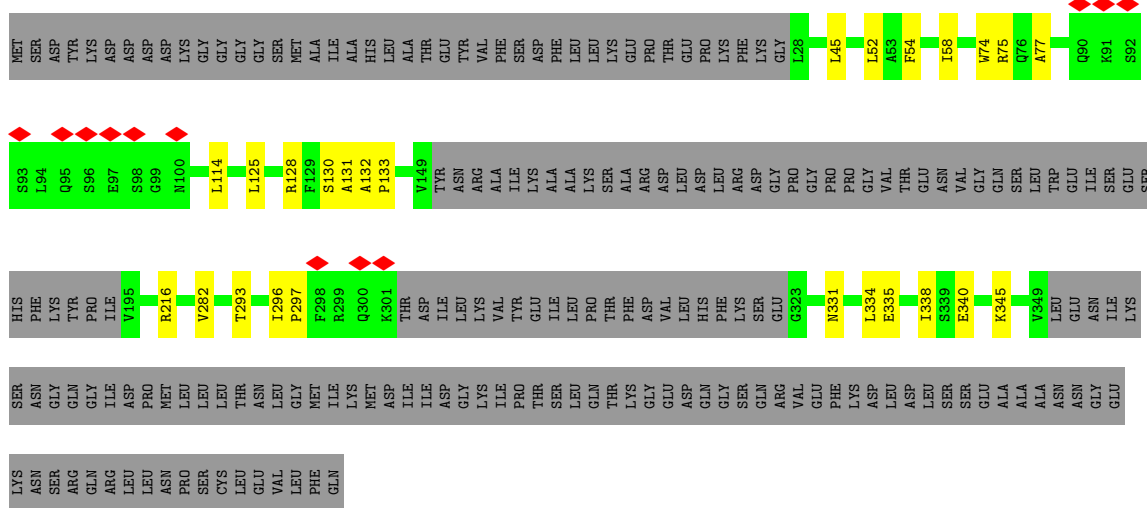 MET SER ASP TYR LYS ASP ASP ASP ASP LYS GLY GLY GLY GLY SER MET ALA ILE ALA HIS LEU ALA THR GLU TYR VAL PHE SER ASP PHE LEU LEU LYS GLU PRO THR GLU PRO LYS PHE LYS GLY L28 L45 L52 A53 F54 I58 W74 R75 Q76 A77 Q90 K91 S92
S93 L94 Q95 S96 E97 S98 G99 N100 L114 L125 R128 F129 S130 A131 A132 P133 V149 TYR ASN ARG ALA ILE LYS ALA ALA LYS SER ALA ARG ASP LEU ASP LEU ARG ASP GLY PRO GLY PRO PRO GLY VAL THR GLU ASN VAL GLY GLN SER LEU TRP GLU ILE SER GLU SER
HIS PHE LYS TYR PRO ILE V195 R216 V282 T293 I296 P297 F298 R299 Q300 K301 THR ASP ILE LEU LYS VAL TYR GLU ILE LEU PRO THR PHE ASP VAL LEU HIS PHE LYS SER GLU G323 N331 L334 E335 I338 S339 E340 K345 V349 LEU GLU ASN ILE LYS
SER ASN GLY GLN GLY ILE ASP PRO MET LEU LEU LEU THR ASN LEU GLY MET ILE LYS MET ASP ILE ILE ASP GLY LYS ILE PRO THR SER LEU GLN THR LYS GLY GLU ASP GLN GLY SER GLN ARG VAL GLU PHE LYS ASP LEU ASP LEU SER SER GLU ALA ALA ALA ASN ASN GLY GLU
LYS ASN SER ARG GLN ARG LEU LEU ASN PRO SER CYS LEU GLU VAL LEU PHE GLN